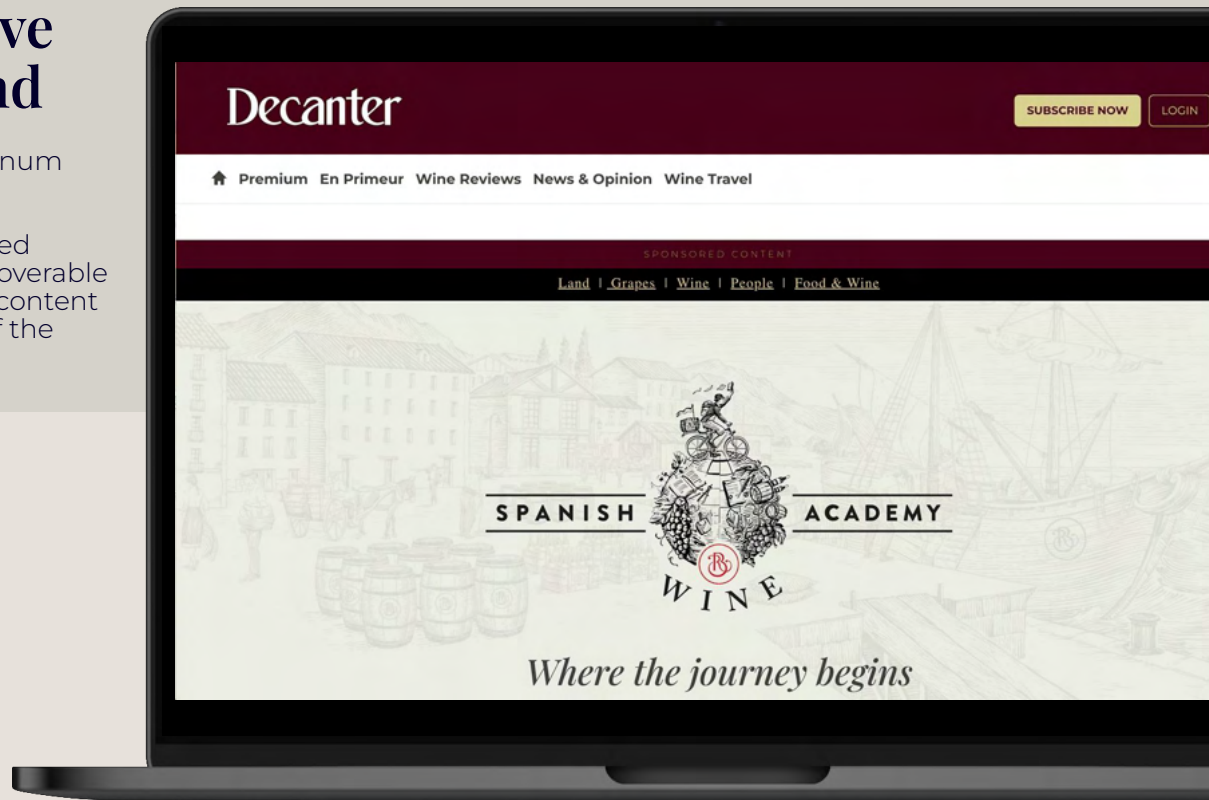 ve
nd
num
ed
overable
content
f the
Decanter
SUBSCRIBE NOW LOGIN
Premium En Primeur Wine Reviews News & Opinion Wine Travel
SPONSORED CONTENT
Land | Grapes | Wine | People | Food & Wine
SPANISH ACADEMY
WINE
Where the journey begins